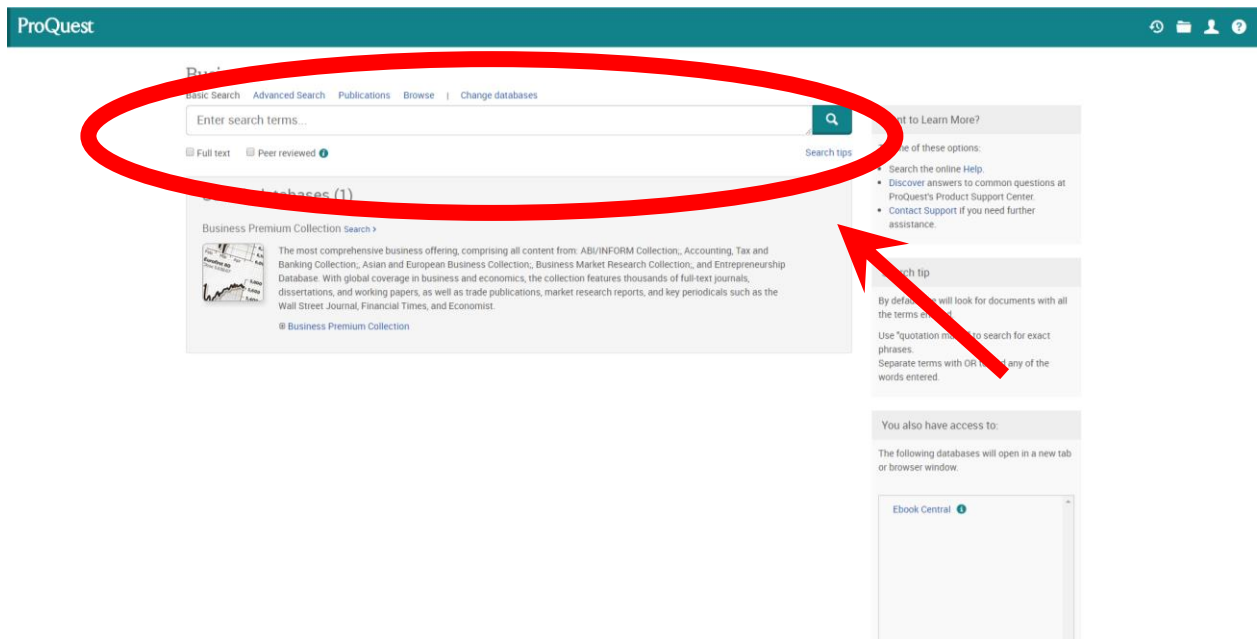 ProQuest
Basic Search Advanced Search Publications Browse | Change databases
Enter search terms...
Full text Peer reviewed
Search tips
(1)
Business Premium Collection Search ›
The most comprehensive business offering, comprising all content from: ABI/INFORM Collection;, Accounting, Tax and
Banking Collection;, Asian and European Business Collection;, Business Market Research Collection;, and Entrepreneurship
Database. With global coverage in business and economics, the collection features thousands of full-text journals,
dissertations, and working papers, as well as trade publications, market research reports, and key periodicals such as the
Wall Street Journal, Financial Times, and Economist.
Business Premium Collection
to Learn More?
of these options:
Search the online Help.
Discover answers to common questions at
ProQuest's Product Support Center.
Contact Support if you need further
assistance.
tip
By will look for documents with all
the terms
Use "quotation to search for exact
phrases.
Separate terms with OR any of the
words entered.
You also have access to:
The following databases will open in a new tab
or browser window.
Ebook Central